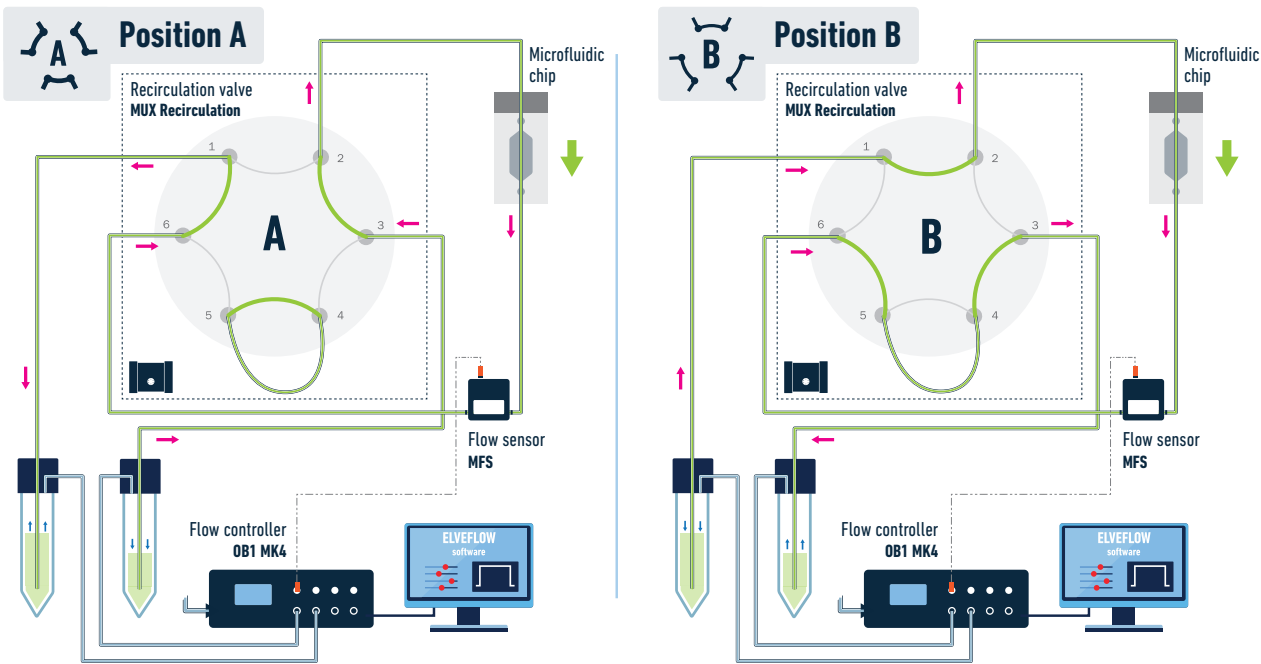 A
Position A
Microfluidic
chip
Recirculation valve
MUX Recirculation
1
2
3
4
5
6
A
Flow sensor
MFS
Flow controller
OB1 MK4
ELVEFLOW
software
B
Position B
Microfluidic
chip
Recirculation valve
MUX Recirculation
1
2
3
4
5
6
B
Flow sensor
MFS
Flow controller
OB1 MK4
ELVEFLOW
software